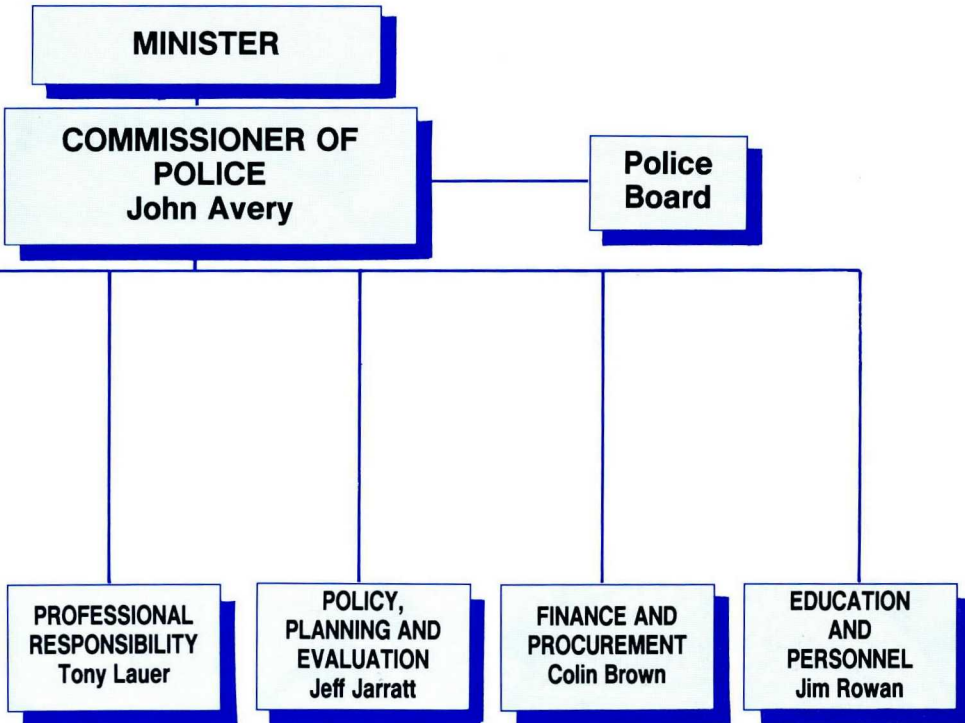 MINISTER
COMMISSIONER OF
POLICE
John Avery
Police
Board
PROFESSIONAL
RESPONSIBILITY
Tony Lauer
POLICY,
PLANNING AND
EVALUATION
Jeff Jarratt
FINANCE AND
PROCUREMENT
Colin Brown
EDUCATION
AND
PERSONNEL
Jim Rowan